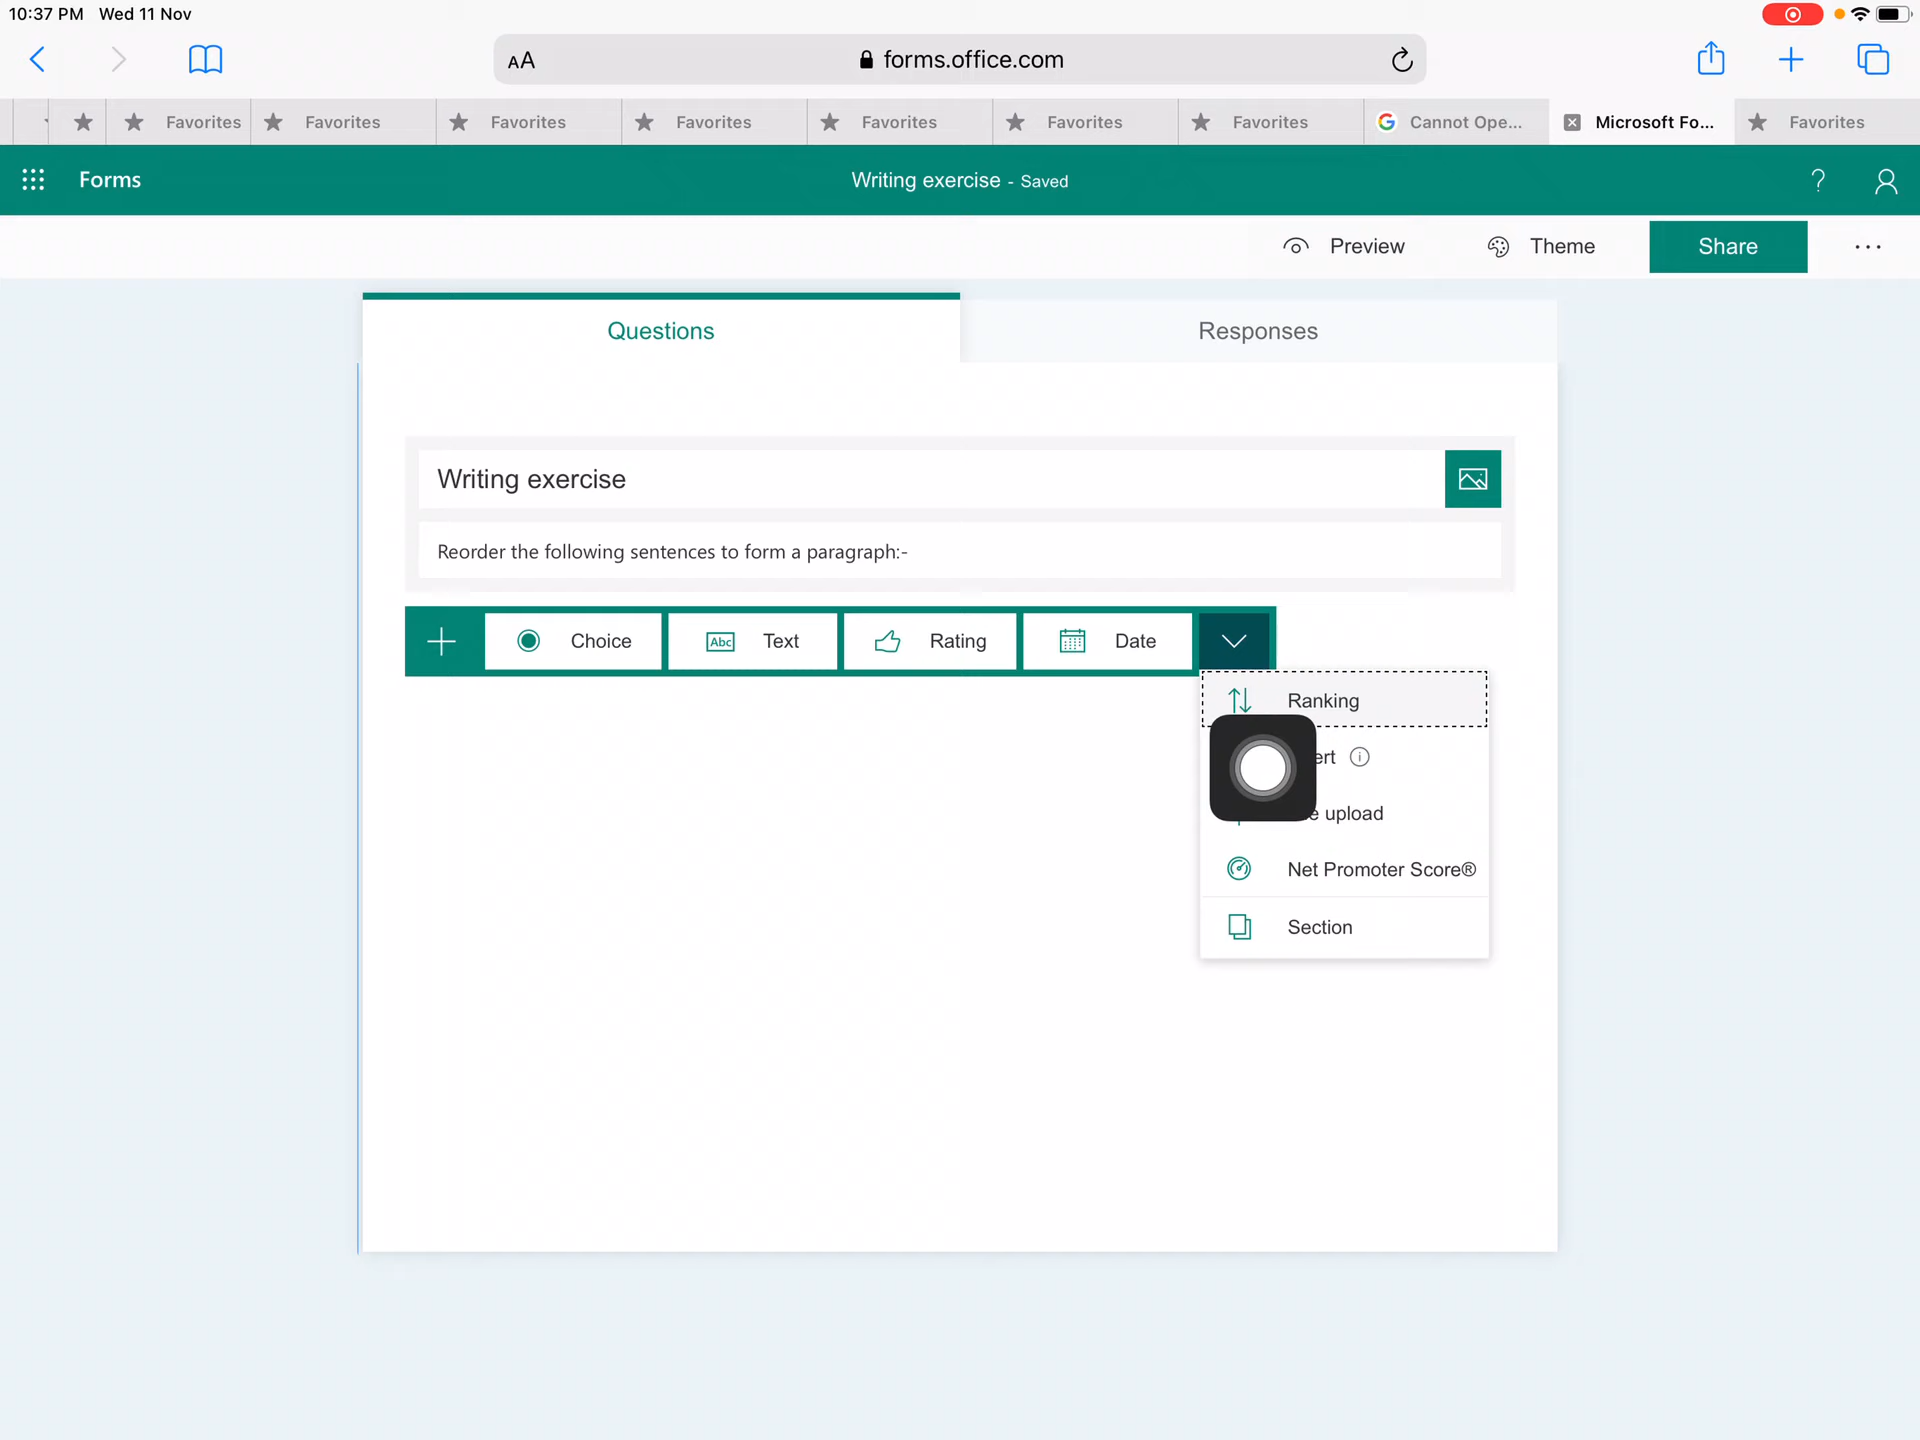 10:37 PM Wed 11 Nov
AA forms.office.com
Favorites Favorites Favorites Favorites Favorites Favorites Favorites Cannot Ope... Microsoft Fo... Favorites
Forms Writing exercise - Saved ?
Preview Theme Share ...
Questions Responses
Writing exercise
Reorder the following sentences to form a paragraph:-
Choice Abc Text Rating Date
Ranking
upload
Net Promoter Score®
Section